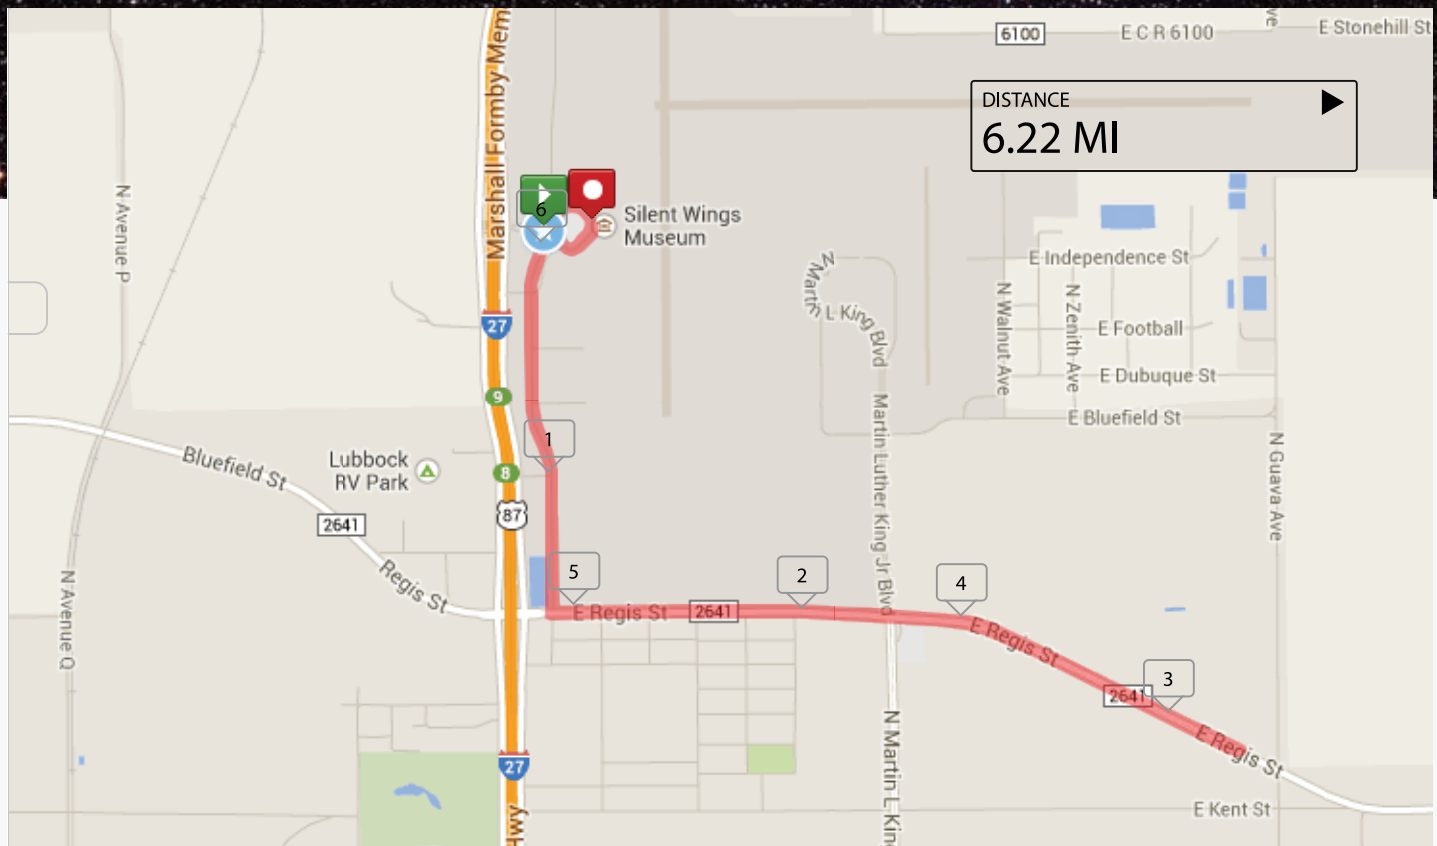 Marshall Formby Mem
6100
E C R 6100
ve
E Stonehill St
DISTANCE
6.22 MI
N Avenue P
6
Silent Wings
Museum
E Independence St
N Martin L King Blvd
N Walnut Ave
N Zenith Ave
E Football
27
E Dubuque St
9
E Bluefield St
1
Martin Luther King Jr Blvd
N Guava Ave
Bluefield St
Lubbock
RV Park
8
87
2641
Regis St
N Avenue Q
5
2
4
E Regis St
2641
E Regis St
3
2641
E Regis St
N Martin L King
27
E Kent St
Hwy